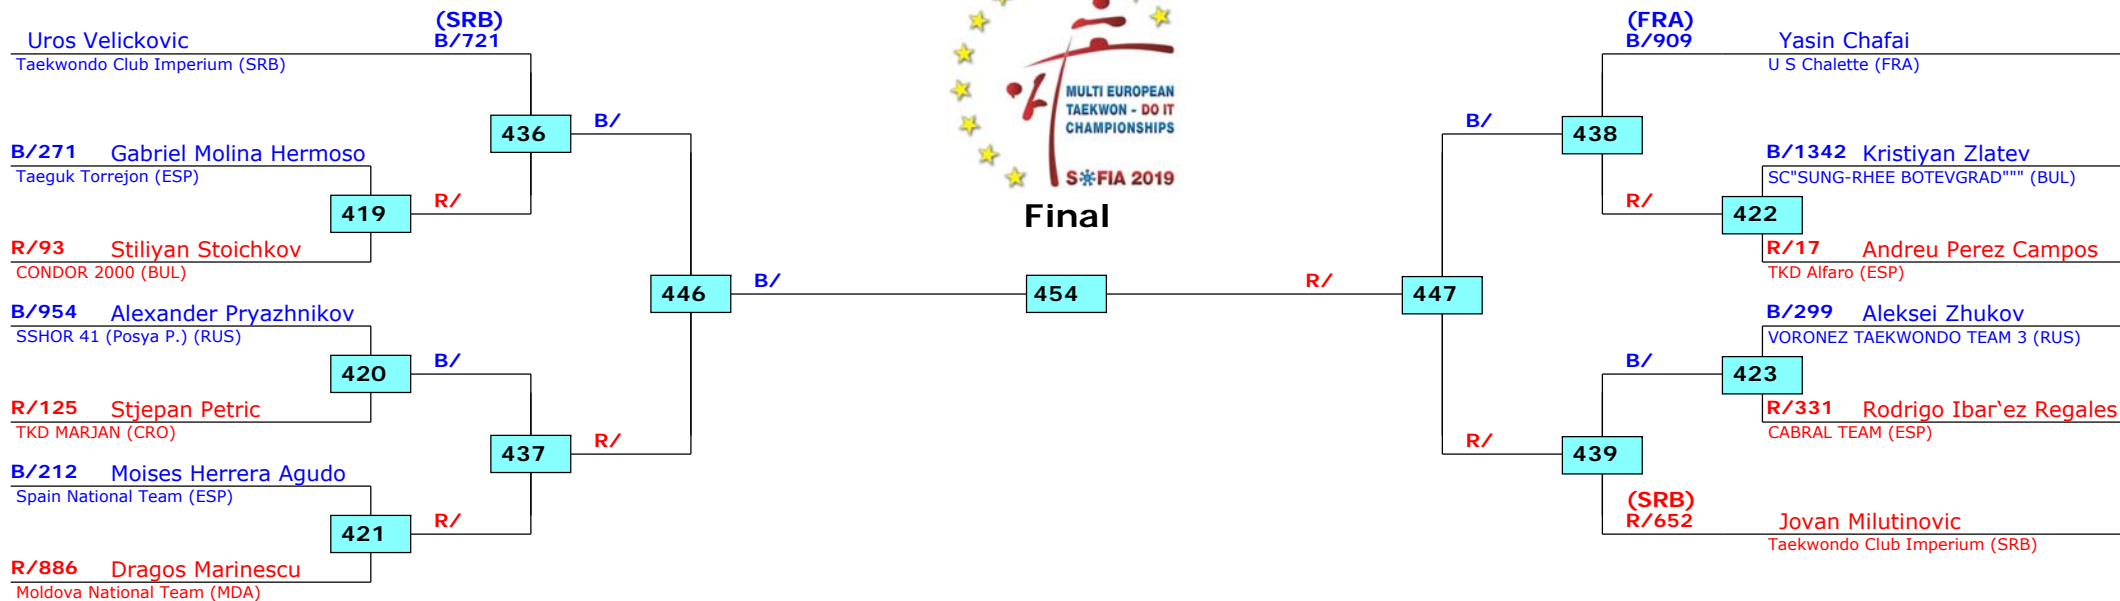 (SRB)
Uros Velickovic B/721
Taekwondo Club Imperium (SRB)
436 B/
B/271 Gabriel Molina Hermoso
Taeguk Torrejon (ESP)
419 R/
R/93 Stiliyan Stoichkov
CONDOR 2000 (BUL)
446 B/
B/954 Alexander Pryazhnikov
SSHOR 41 (Posya P.) (RUS)
420 B/
R/125 Stjepan Petric
TKD MARJAN (CRO)
437 R/
B/212 Moises Herrera Agudo
Spain National Team (ESP)
421 R/
R/886 Dragos Marinescu
Moldova National Team (MDA)
MULTI EUROPEAN
TAEKWON - DO IT
CHAMPIONSHIPS
SOFIA 2019
Final
454
(FRA)
B/909 Yasin Chafai
U S Chalette (FRA)
B/ 438
B/1342 Kristiyan Zlatev
SC"SUNG-RHEE BOTEVGRAD""" (BUL)
R/ 422
R/17 Andreu Perez Campos
TKD Alfaro (ESP)
R/ 447
B/299 Aleksei Zhukov
VORONEZ TAEKWONDO TEAM 3 (RUS)
B/ 423
R/331 Rodrigo Ibar‘ez Regales
CABRAL TEAM (ESP)
R/ 439
(SRB)
R/652 Jovan Milutinovic
Taekwondo Club Imperium (SRB)